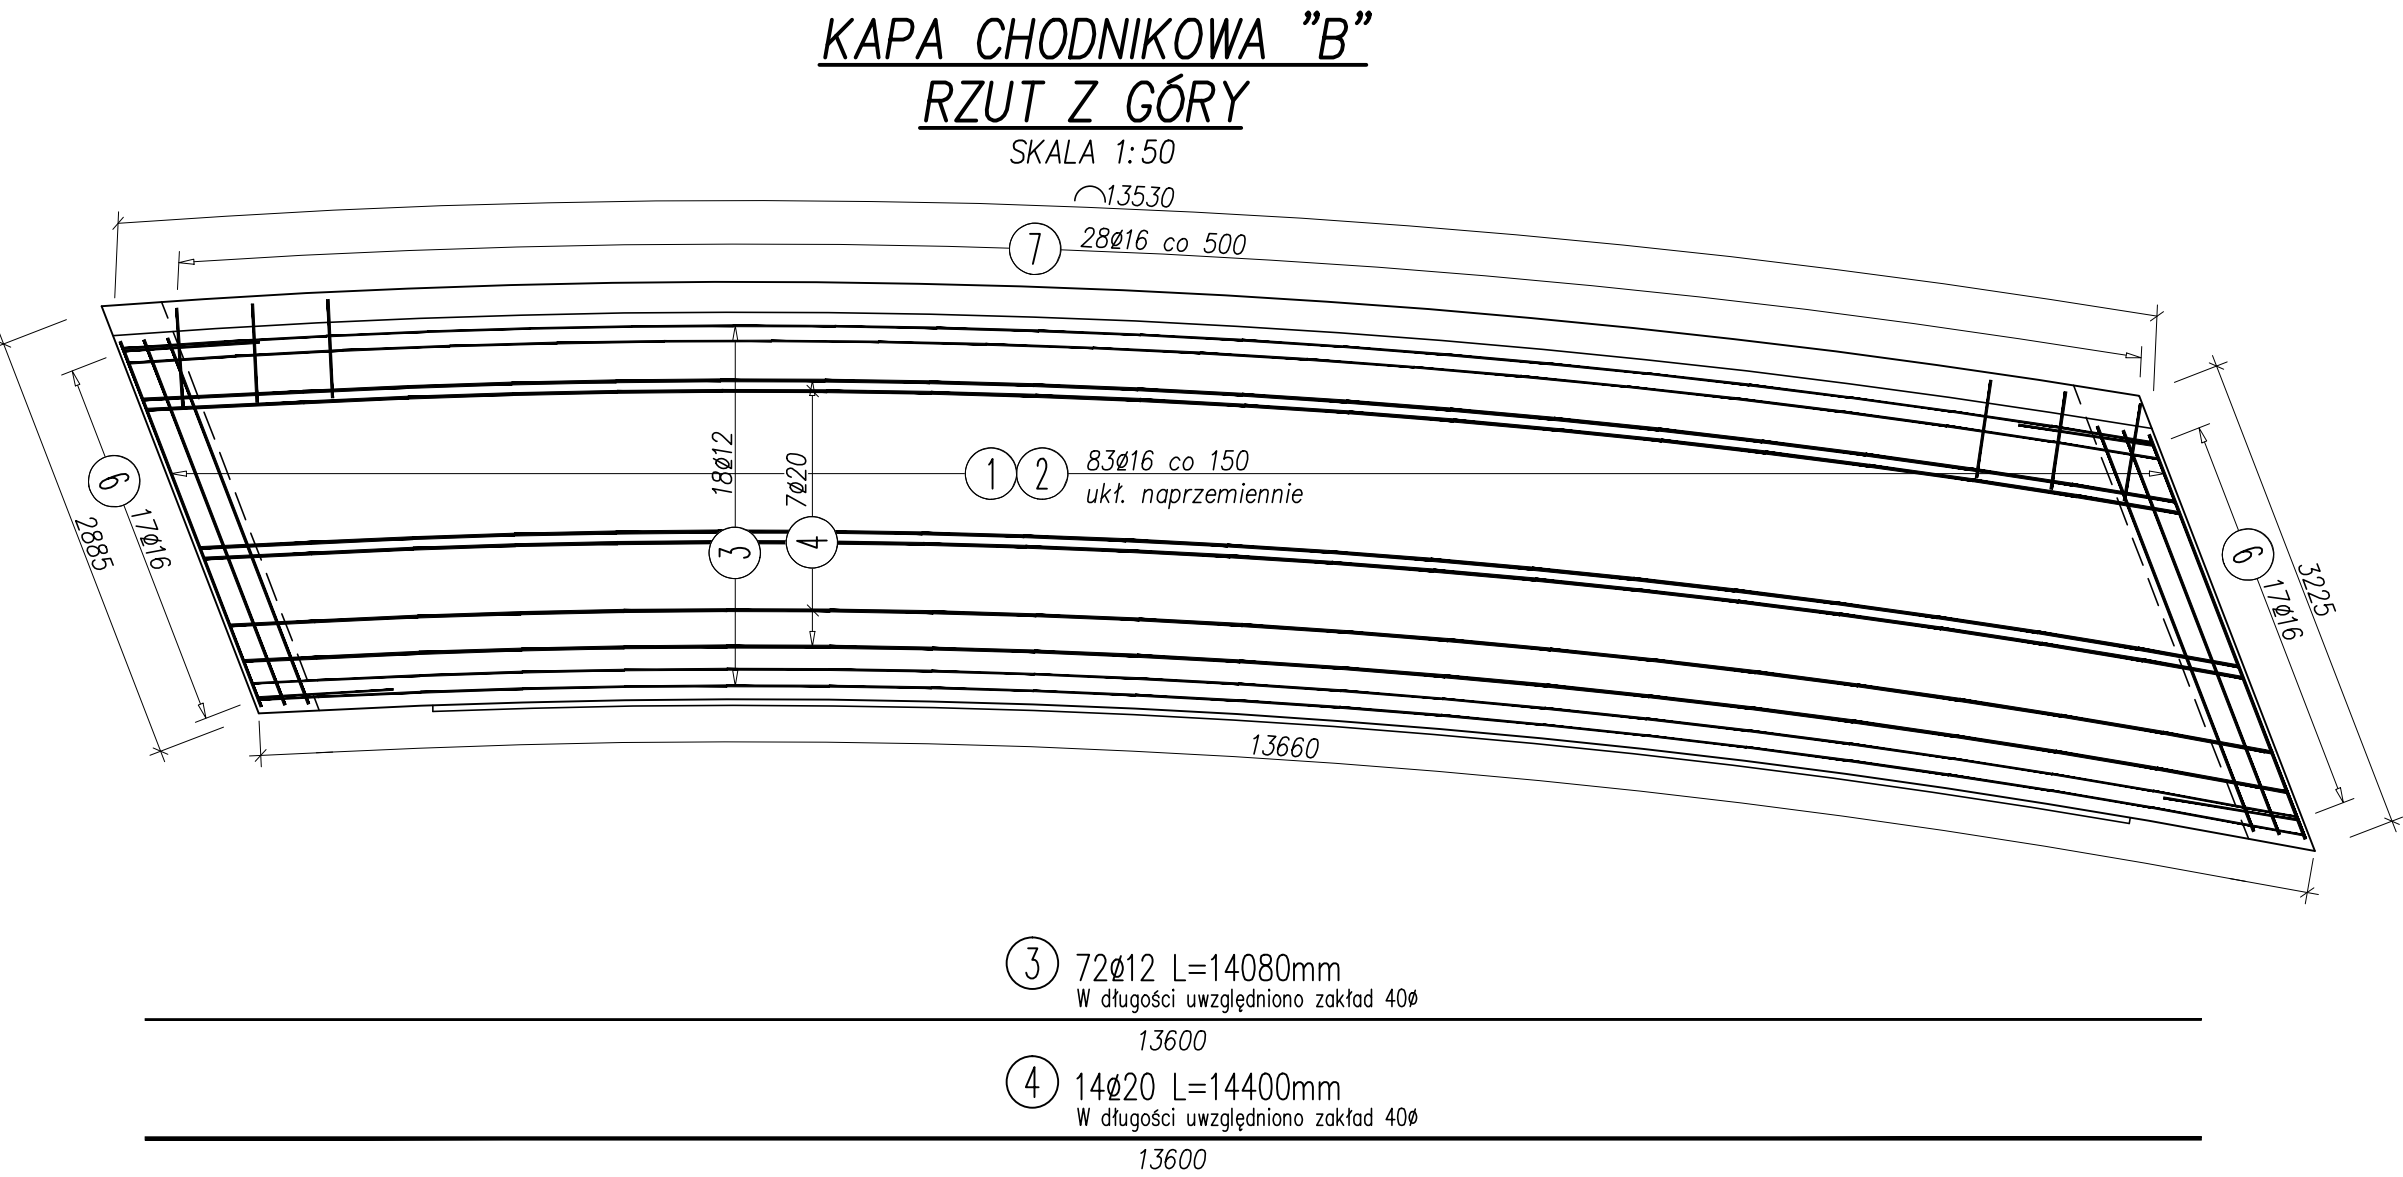 KAPA CHODNIKOWA "B"
RZUT Z GÓRY
SKALA 1:50
13530
7 28ø16 co 500
18ø12
7ø20
1 2 83ø16 co 150
ukł. naprzemiennie
6 17ø16
2885
3
4
6 17ø16
3225
13660
3 72ø12 L=14080mm
W długości uwzględniono zakład 40ø
13600
4 14ø20 L=14400mm
W długości uwzględniono zakład 40ø
13600